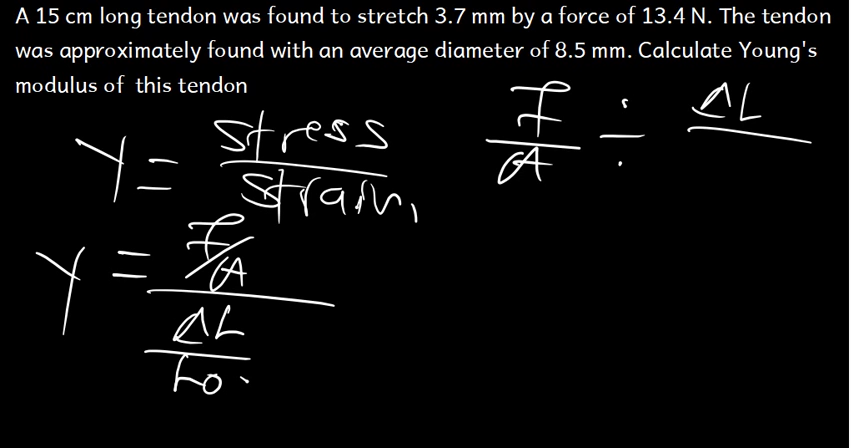 A 15 cm long tendon was found to stretch 3.7 mm by a force of 13.4 N. The tendon
was approximately found with an average diameter of 8.5 mm. Calculate Young's
modulus of this tendon
Y = Stress
Strain
F
A
÷
ΔL
Y = F/A
ΔL
Lo